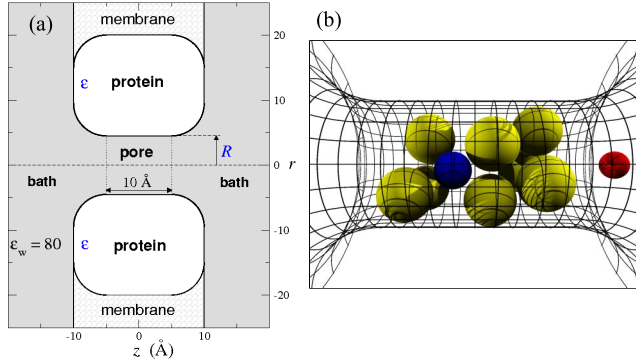 (a)
membrane
ε
protein
pore
R
bath
10 Å
bath
ε
protein
ε_w = 80
membrane
20
10
0
-10
-20
r
-10
0
10
z (Å)
(b)